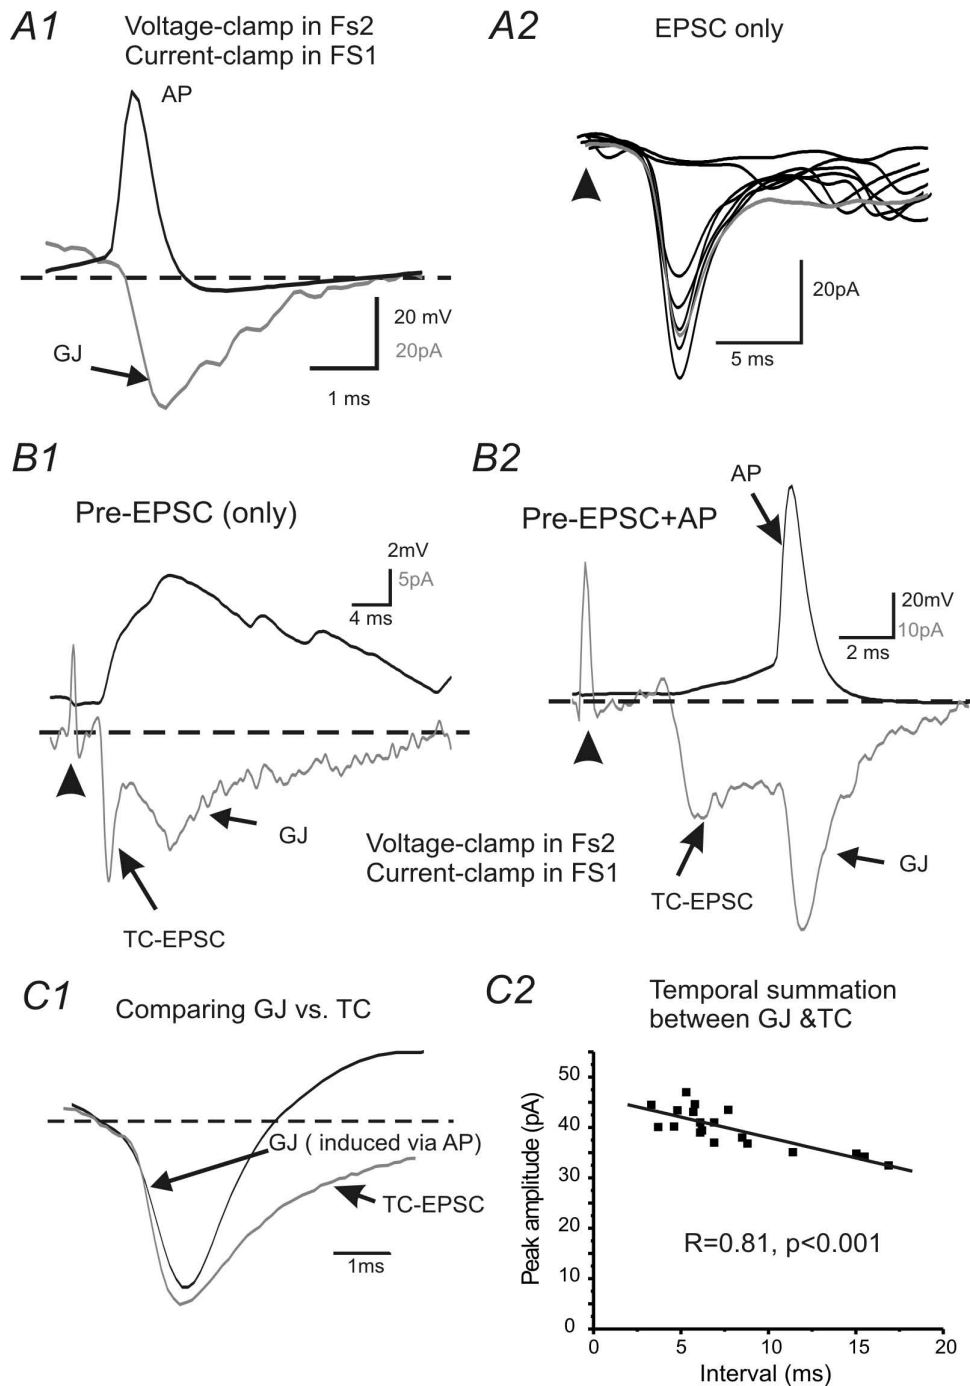 A1
Voltage-clamp in Fs2
Current-clamp in FS1
AP
GJ
20 mV
20pA
1 ms
A2
EPSC only
20pA
5 ms
B1
Pre-EPSC (only)
2mV
5pA
4 ms
GJ
TC-EPSC
B2
AP
Pre-EPSC+AP
20mV
10pA
2 ms
GJ
TC-EPSC
Voltage-clamp in Fs2
Current-clamp in FS1
C1
Comparing GJ vs. TC
GJ ( induced via AP)
TC-EPSC
1ms
C2
Temporal summation
between GJ &TC
Peak amplitude (pA)
50
40
30
20
10
0
R=0.81, p<0.001
0 5 10 15 20
Interval (ms)